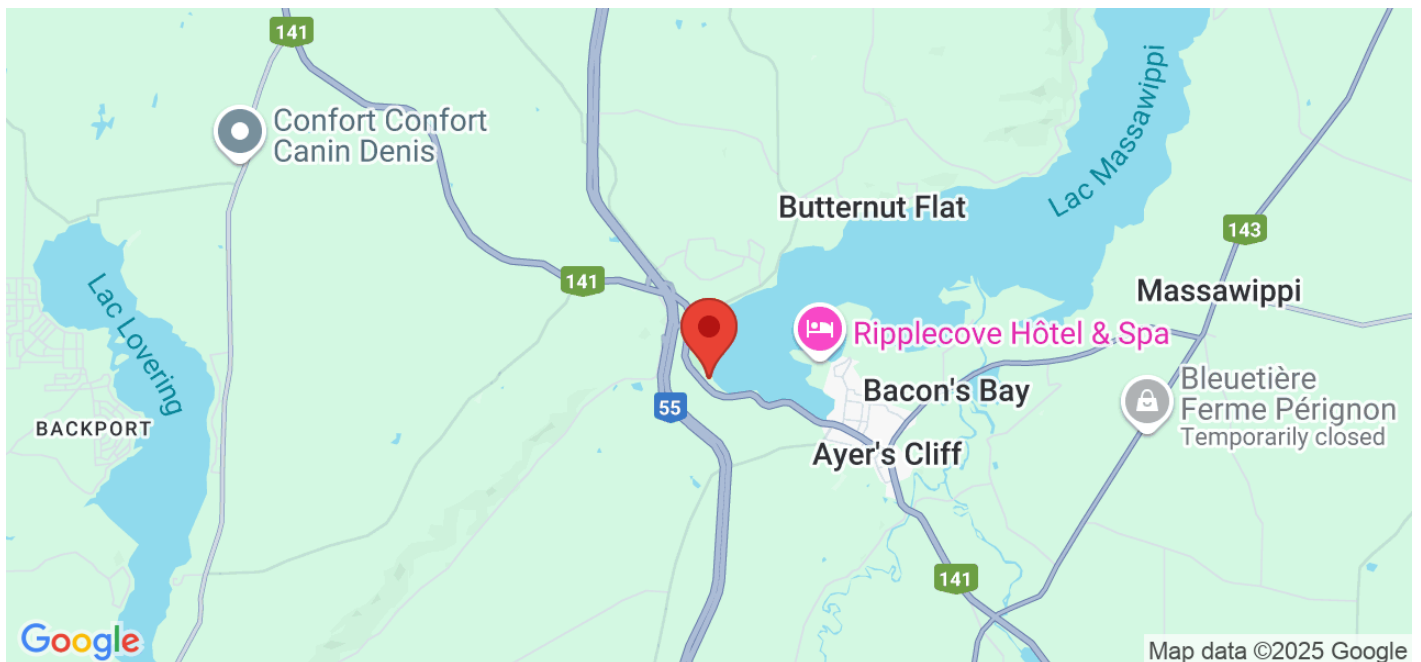 141
Confort Confort
Canin Denis
Lac Massawippi
Butternut Flat
143
141
Lac Lovering
Massawippi
Ripplecove Hôtel & Spa
Bleuetière
Ferme Pérignon
Temporarily closed
Bacon's Bay
55
BACKPORT
Ayer's Cliff
141
Google
Map data ©2025 Google